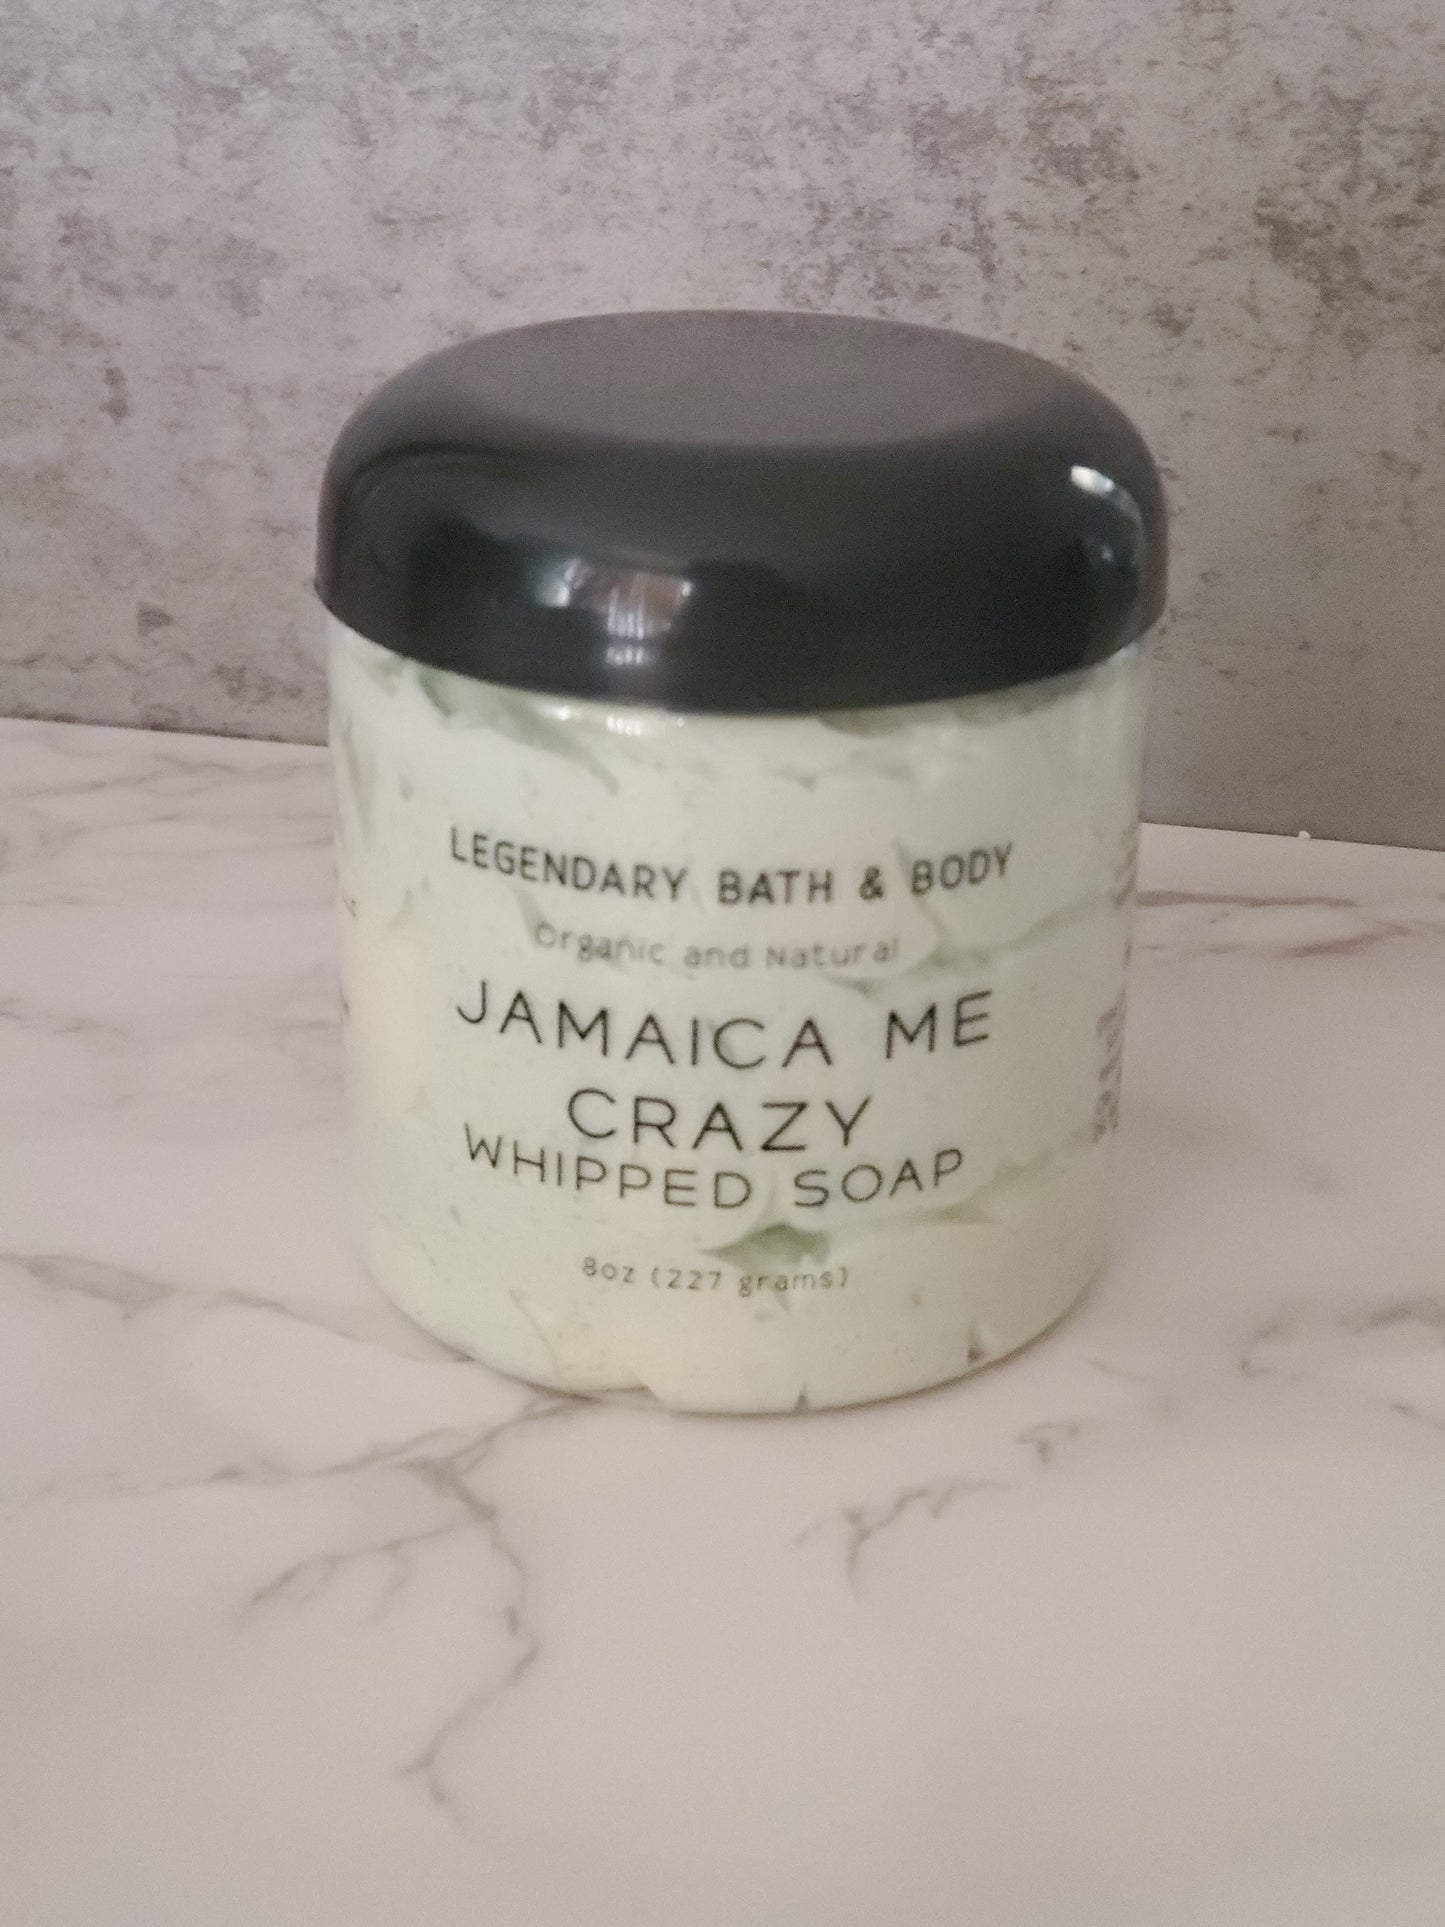 LEGENDARY BATH & BODY
Organic and Natural
JAMAICA ME
CRAZY
WHIPPED SOAP
8oz (227 grams)